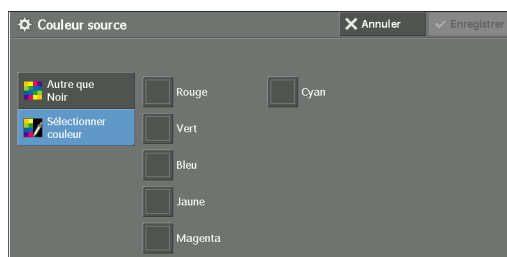 Couleur source
Annuler
Enregistrer
Autre que
Noir
Sélectionner
couleur
Rouge
Cyan
Vert
Bleu
Jaune
Magenta